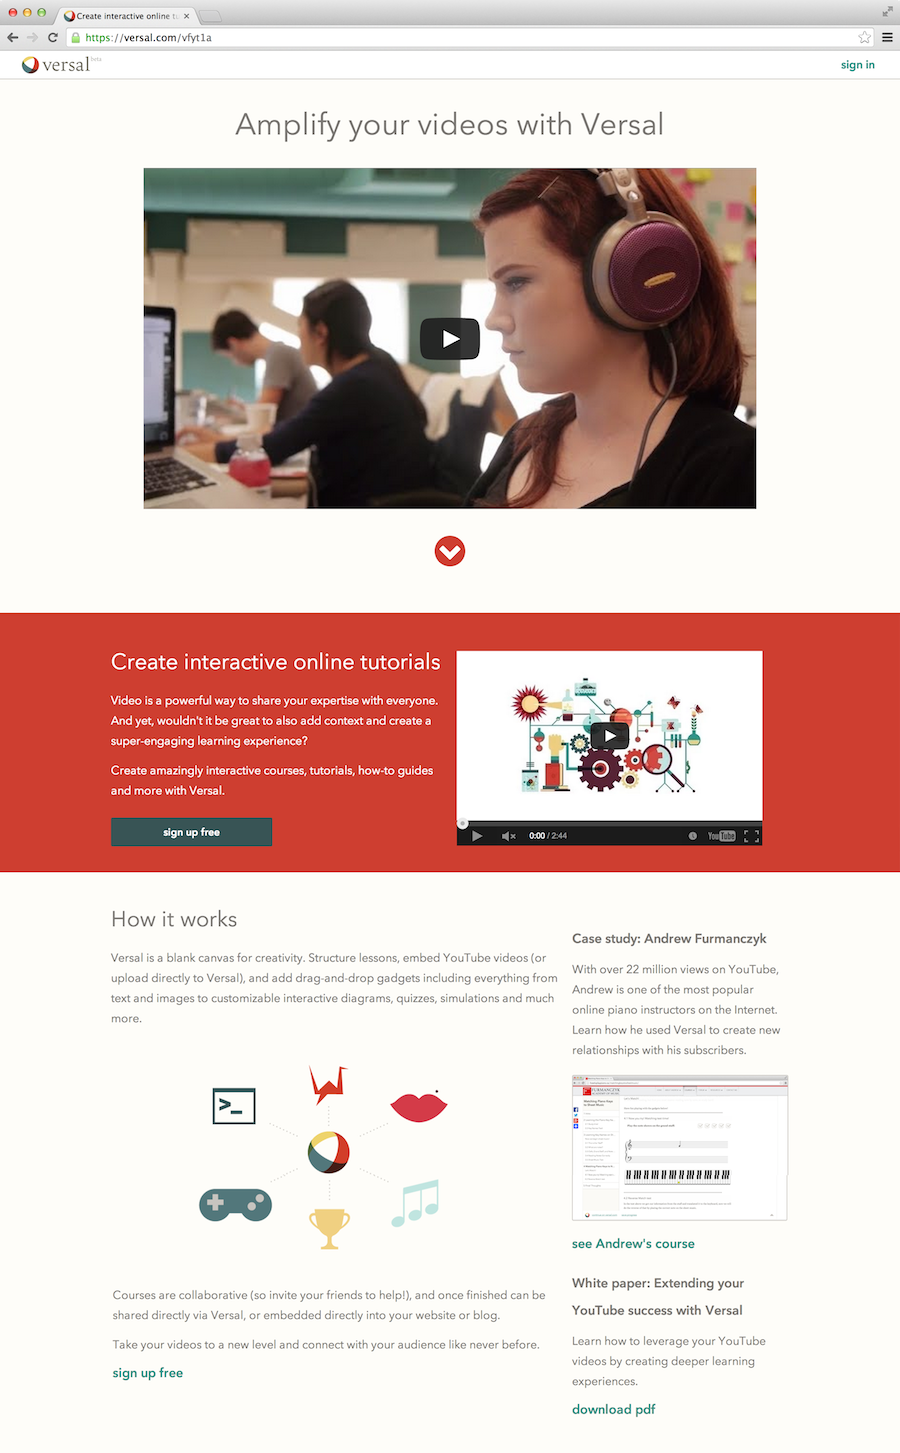 Create interactive online tu
https://versal.com/vfyt1a
versal beta
sign in
Amplify your videos with Versal
Create interactive online tutorials
Video is a powerful way to share your expertise with everyone.
And yet, wouldn't it be great to also add context and create a
super-engaging learning experience?
Create amazingly interactive courses, tutorials, how-to guides
and more with Versal.
sign up free
0:00 / 2:44
YouTube
How it works
Versal is a blank canvas for creativity. Structure lessons, embed YouTube videos (or
upload directly to Versal), and add drag-and-drop gadgets including everything from
text and images to customizable interactive diagrams, quizzes, simulations and much
more.
>_
Courses are collaborative (so invite your friends to help!), and once finished can be
shared directly via Versal, or embedded directly into your website or blog.
Take your videos to a new level and connect with your audience like never before.
sign up free
Case study: Andrew Furmanczyk
With over 22 million views on YouTube,
Andrew is one of the most popular
online piano instructors on the Internet.
Learn how he used Versal to create new
relationships with his subscribers.
FURMANCZYK
see Andrew's course
White paper: Extending your
YouTube success with Versal
Learn how to leverage your YouTube
videos by creating deeper learning
experiences.
download pdf